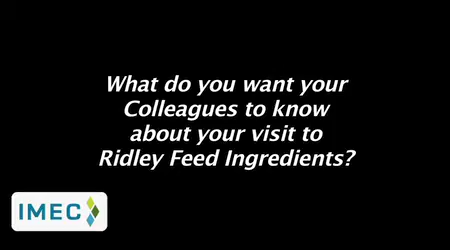 What do you want your
Colleagues to know
about your visit to
Ridley Feed Ingredients?
IMEC